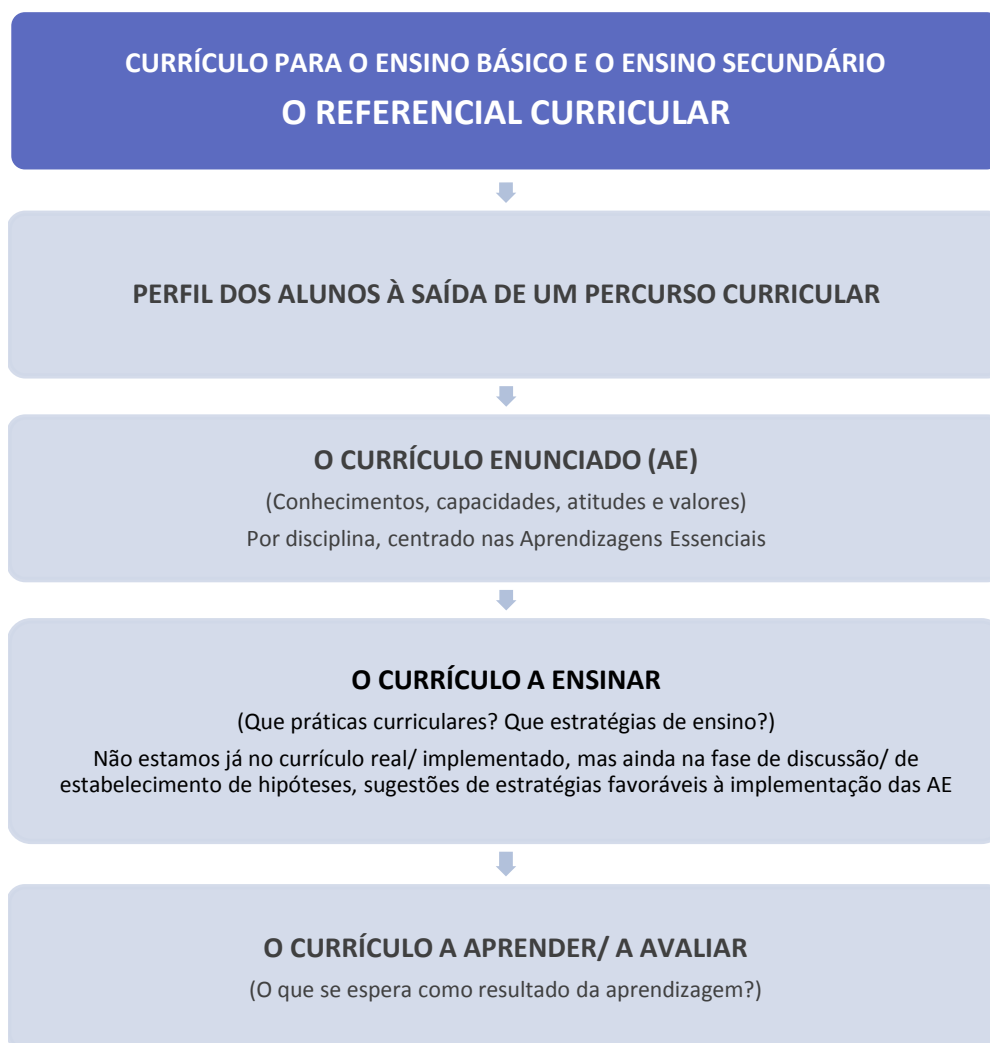 CURRÍCULO PARA O ENSINO BÁSICO E O ENSINO SECUNDÁRIO
O REFERENCIAL CURRICULAR
PERFIL DOS ALUNOS À SAÍDA DE UM PERCURSO CURRICULAR
O CURRÍCULO ENUNCIADO (AE)
(Conhecimentos, capacidades, atitudes e valores)
Por disciplina, centrado nas Aprendizagens Essenciais
O CURRÍCULO A ENSINAR
(Que práticas curriculares? Que estratégias de ensino?)
Não estamos já no currículo real/ implementado, mas ainda na fase de discussão/ de
estabelecimento de hipóteses, sugestões de estratégias favoráveis à implementação das AE
O CURRÍCULO A APRENDER/ A AVALIAR
(O que se espera como resultado da aprendizagem?)